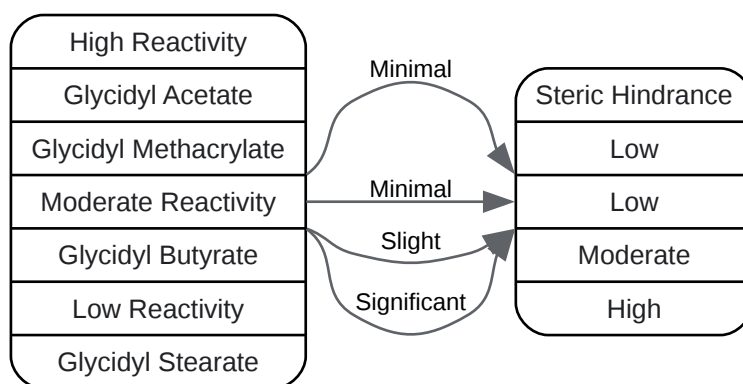 High Reactivity
Glycidyl Acetate
Glycidyl Methacrylate
Moderate Reactivity
Glycidyl Butyrate
Low Reactivity
Glycidyl Stearate
Minimal
Minimal
Slight
Significant
Steric Hindrance
Low
Low
Moderate
High